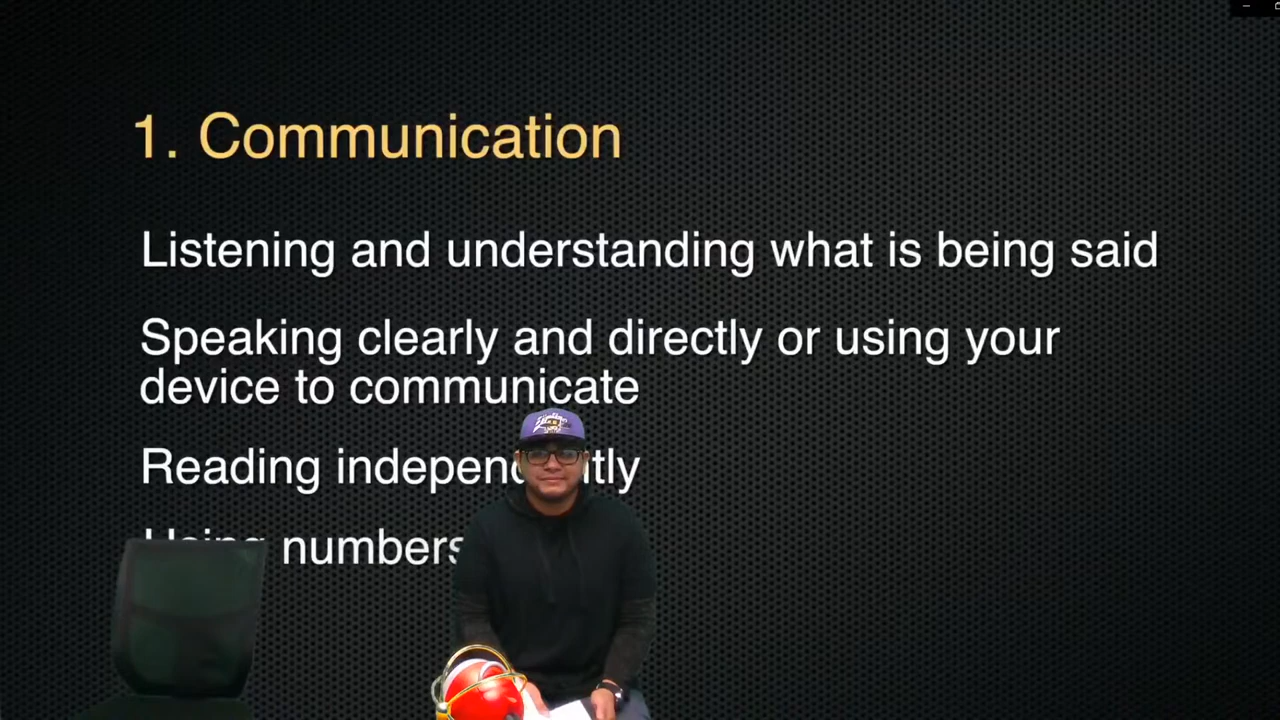 1. Communication
Listening and understanding what is being said
Speaking clearly and directly or using your
device to communicate
Reading
numbers